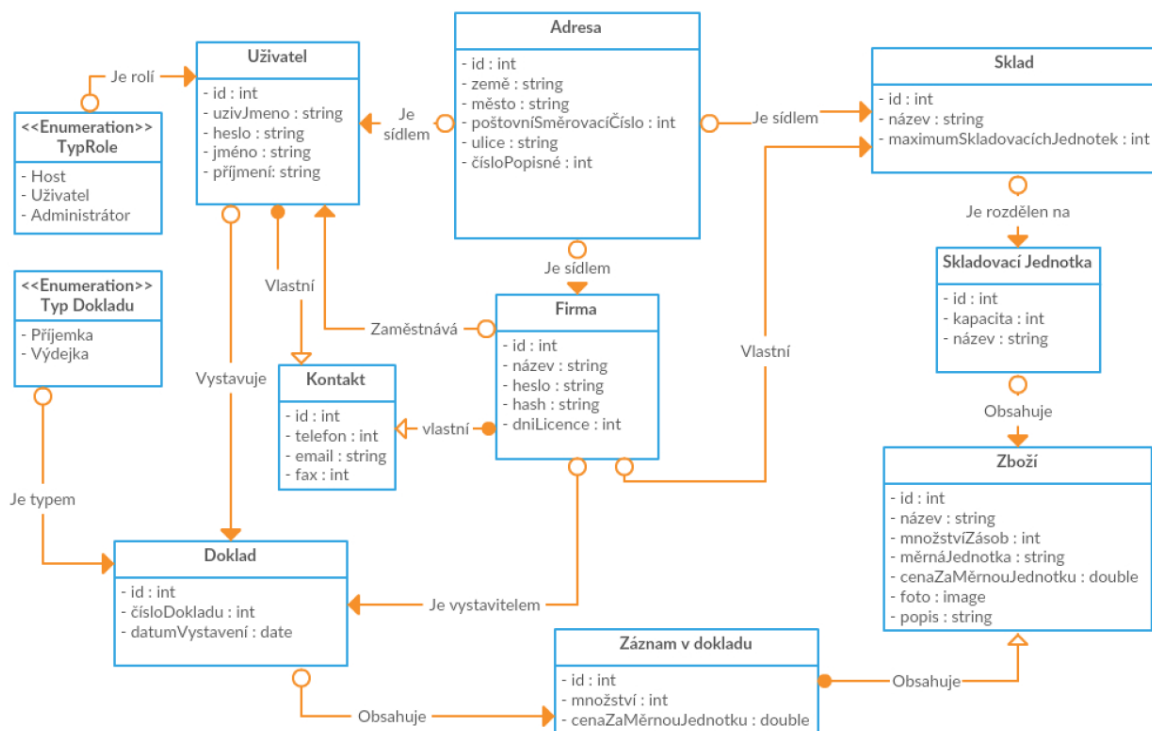 Uživatel
- id : int
- uzivJmeno : string
- heslo : string
- jméno : string
- příjmení: string
Adresa
- id : int
- země : string
- město : string
- poštovníSměrovacíČíslo : int
- ulice : string
- čísloPopisné : int
Sklad
- id : int
- název : string
- maximumSkladovacích​Jednotek : int
Je rolí
Je
sídlem
Je sídlem
<<Enumeration>>
TypRole
- Host
- Uživatel
- Administrátor
Je rozdělen na
Je sídlem
Skladovací Jednotka
- id : int
- kapacita : int
- název : string
<<Enumeration>>
Typ Dokladu
- Příjemka
- Výdejka
Vlastní
Zaměstnává
Firma
- id : int
- název : string
- heslo : string
- hash : string
- dniLicence : int
Vlastní
Vystavuje
Kontakt
- id : int
- telefon : int
- email : string
- fax : int
vlastní
Obsahuje
Zboží
- id : int
- název : string
- množstvíZásob : int
- měrnáJednotka : string
- cenaZaMěrnouJednotku : double
- foto : image
- popis : string
Je typem
Doklad
- id : int
- čísloDokladu : int
- datumVystavení : date
Je vystavitelem
Záznam v dokladu
- id : int
- množství : int
- cenaZaMěrnouJednotku : double
Obsahuje
Obsahuje